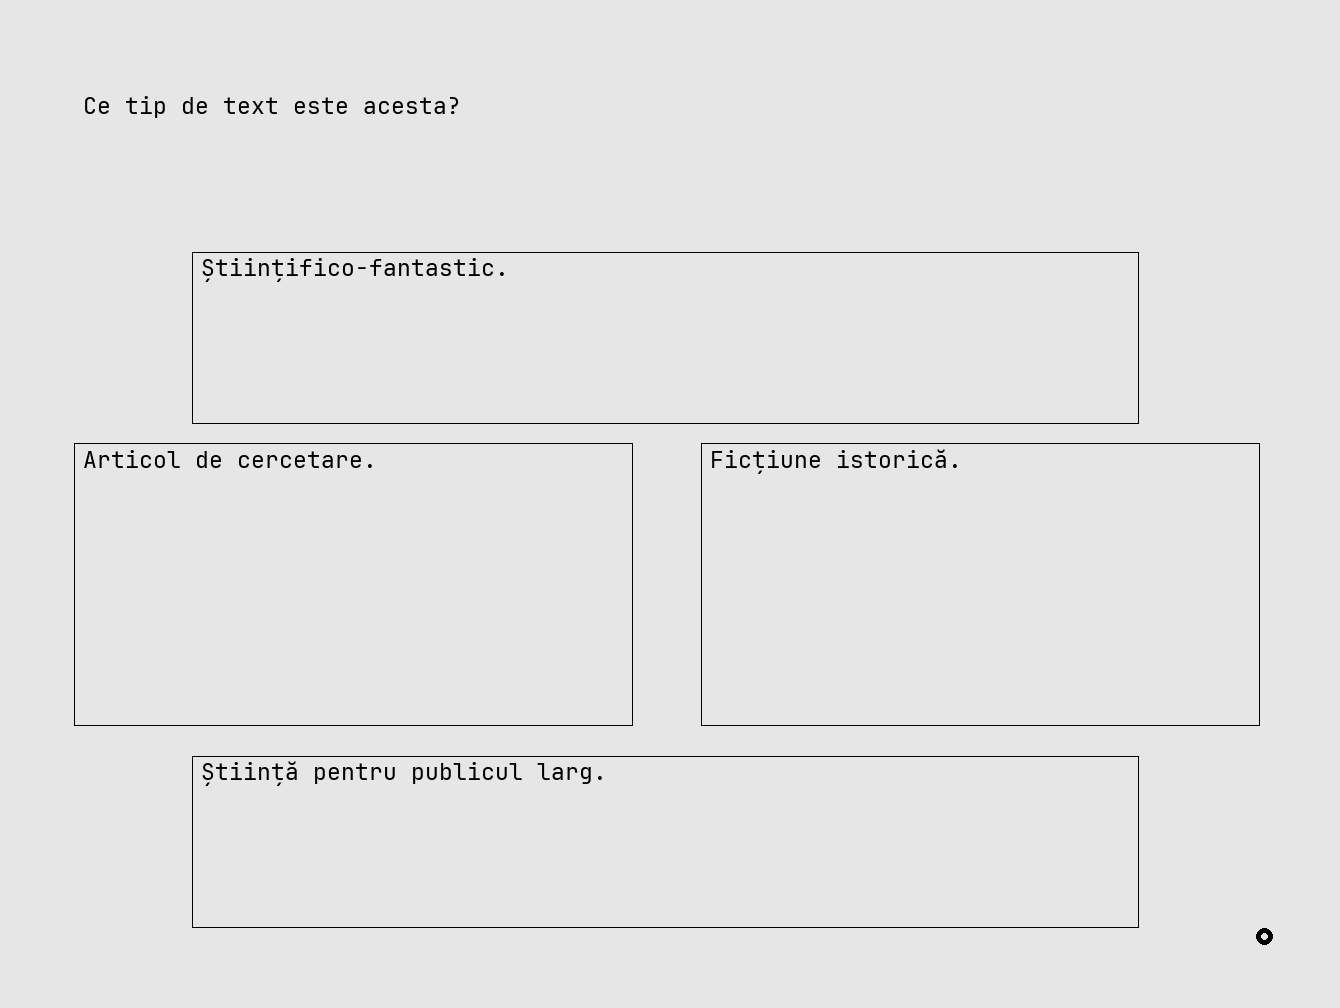 Ce tip de text este acesta?
Științifico-fantastic.
Articol de cercetare.
Ficțiune istorică.
Știință pentru publicul larg.